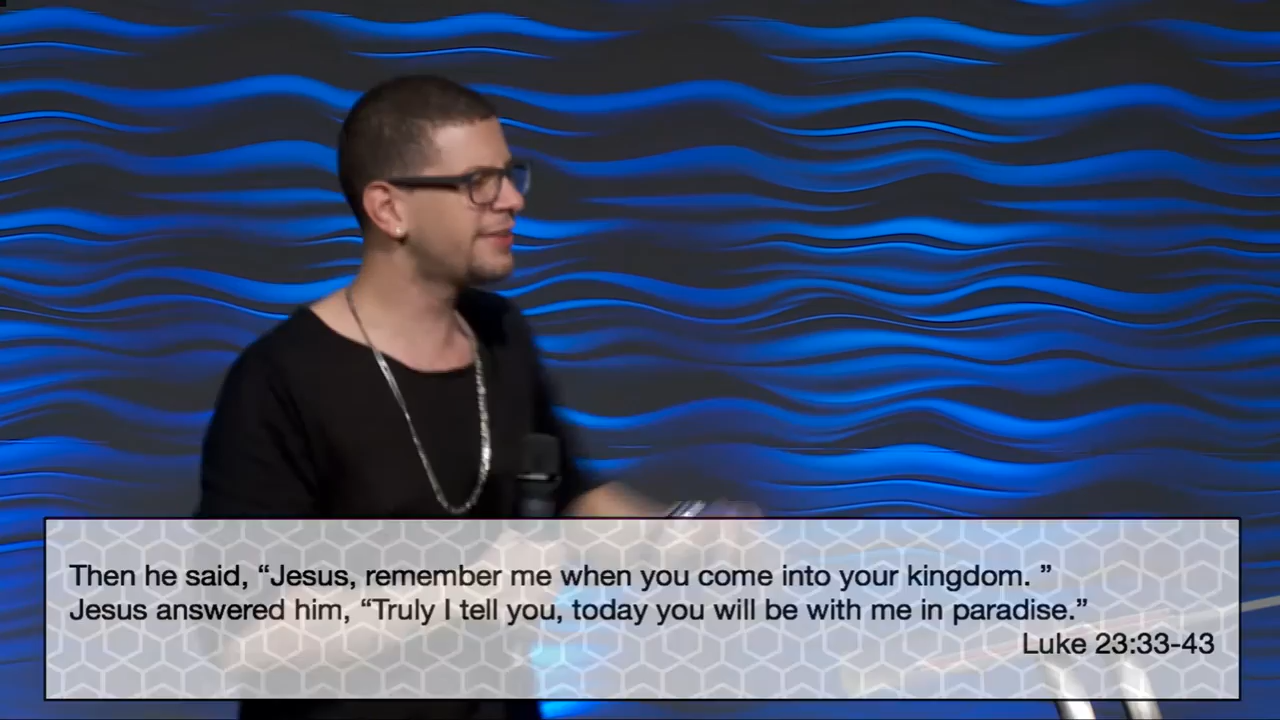 Then he said, “Jesus, remember me when you come into your kingdom. ”
Jesus answered him, “Truly I tell you, today you will be with me in paradise.”
Luke 23:33-43